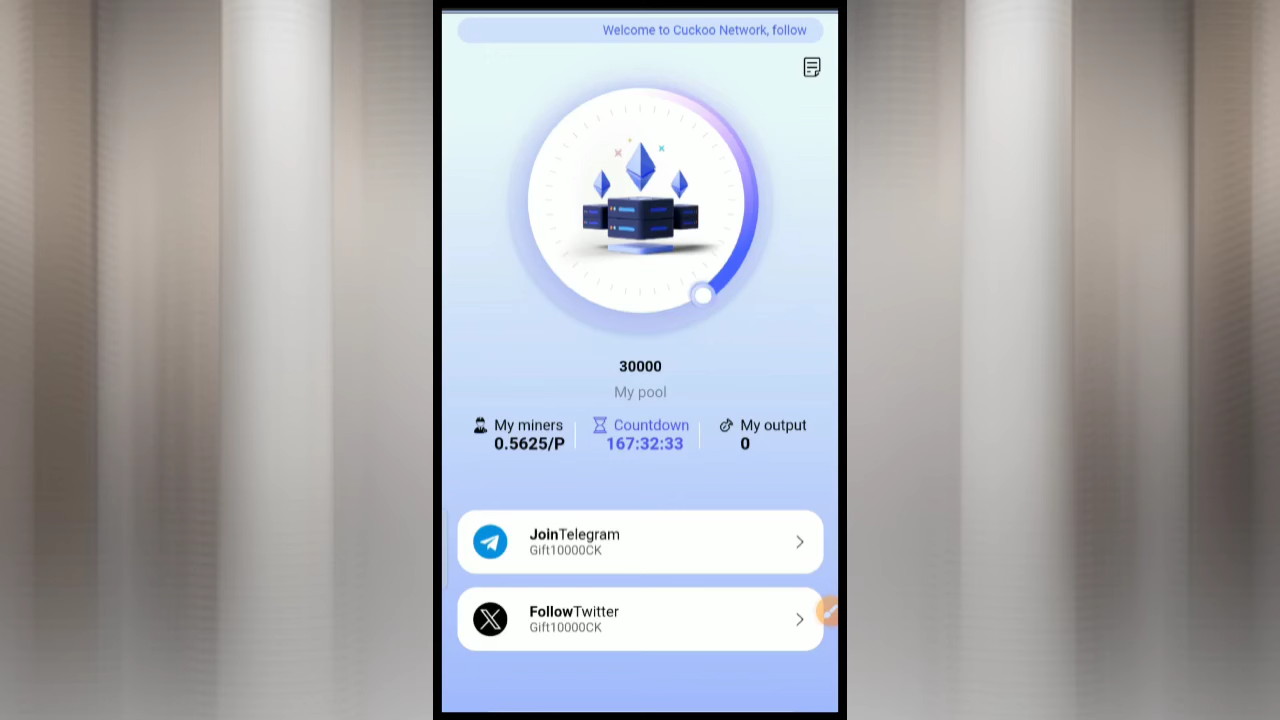 Welcome to Cuckoo Network, follow
30000
My pool
My miners
0.5625/P
Countdown
167:32:33
My output
0
JoinTelegram
Gift10000CK
FollowTwitter
Gift10000CK